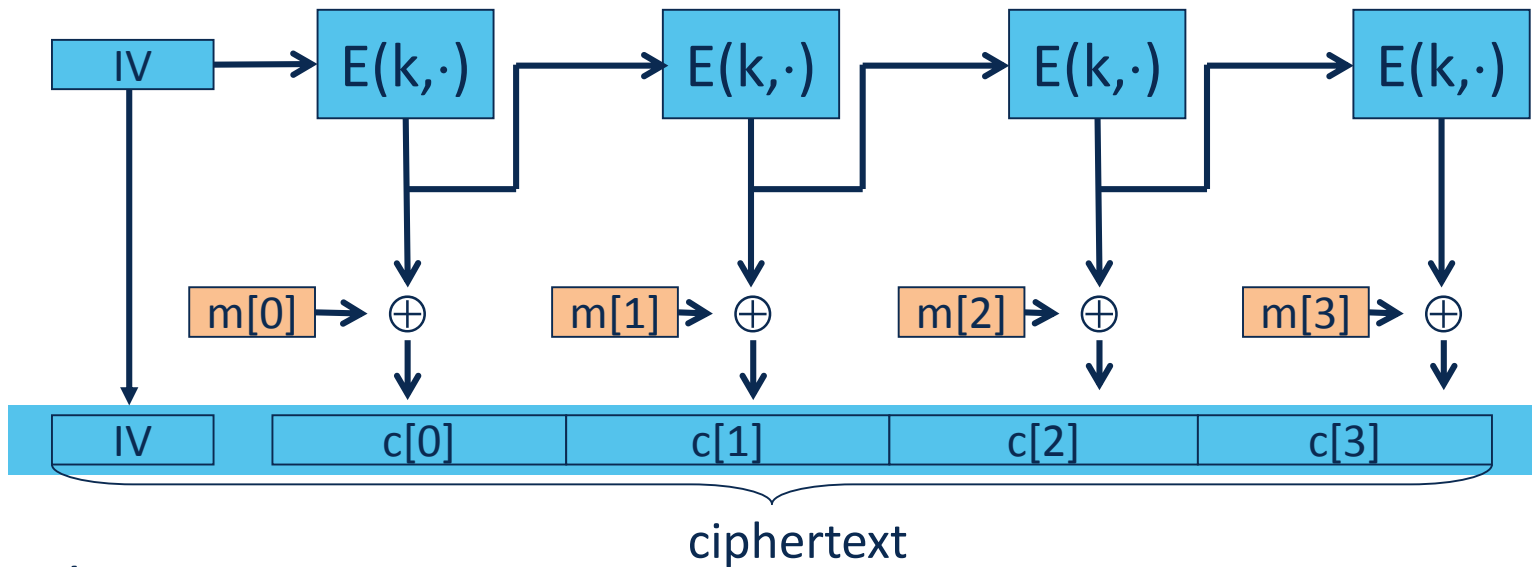 IV E(k,·) E(k,·) E(k,·) E(k,·)
m[0] ⊕ m[1] ⊕ m[2] ⊕ m[3] ⊕
IV c[0] c[1] c[2] c[3]
ciphertext